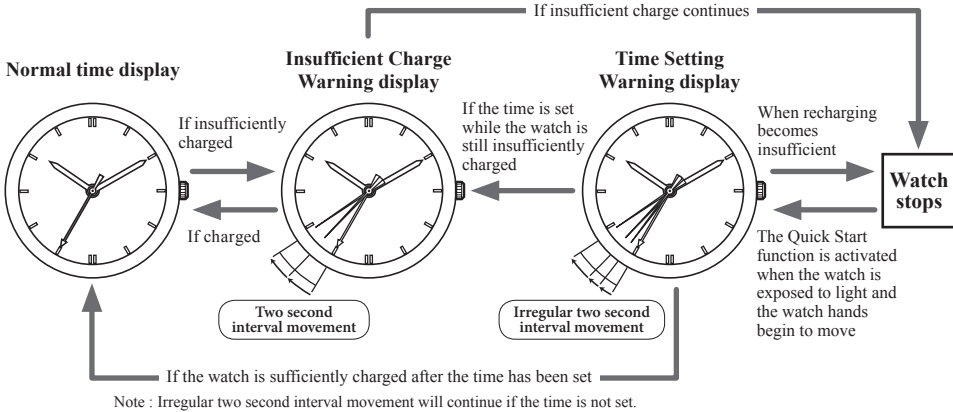 If insufficient charge continues
Normal time display
Insufficient Charge
Warning display
Time Setting
Warning display
If insufficiently
charged
If charged
If the time is set
while the watch is
still insufficiently
charged
When recharging
becomes
insufficient
Watch
stops
The Quick Start
function is activated
when the watch is
exposed to light and
the watch hands
begin to move
Two second
interval movement
Irregular two second
interval movement
If the watch is sufficiently charged after the time has been set
Note : Irregular two second interval movement will continue if the time is not set.